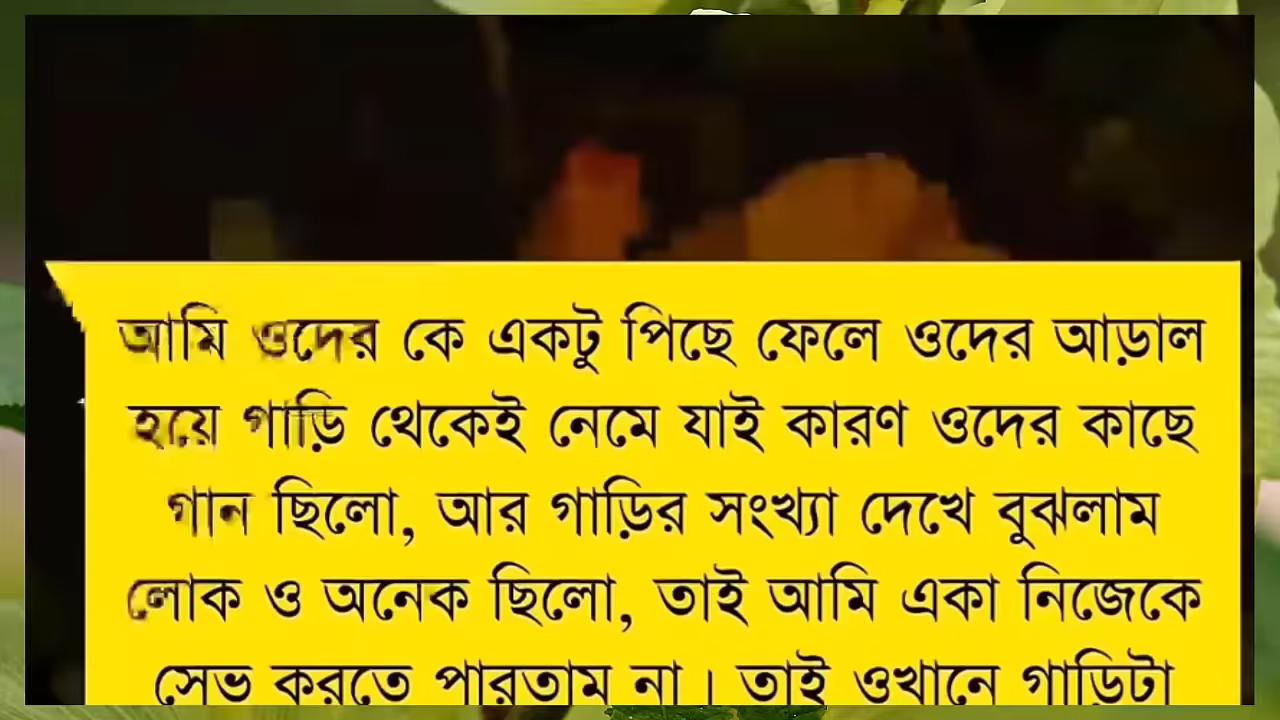 আমি ওদের কে একটু পিছে ফেলে ওদের আড়াল
হয়ে গাড়ি থেকেই নেমে যাই কারণ ওদের কাছে
গান ছিলো, আর গাড়ির সংখ্যা দেখে বুঝলাম
লোক ও অনেক ছিলো, তাই আমি একা নিজেকে
সেভ করতে পারতাম না। তাই ওখানে গাড়িটা